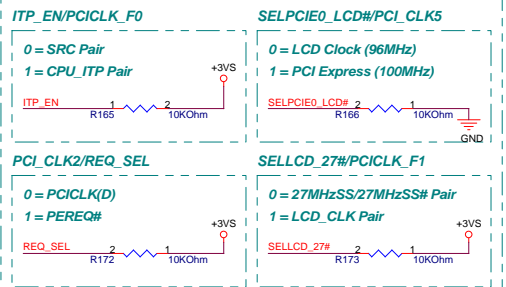 ITP_EN/PCICLK_F0
0 = SRC Pair
1 = CPU_ITP Pair
+3VS
ITP_EN 1 2
R165 10KOhm
SELPCIE0_LCD#/PCI_CLK5
0 = LCD Clock (96MHz)
1 = PCI Express (100MHz)
SELPCIE0_LCD# 2 1
R166 10KOhm
GND
PCI_CLK2/REQ_SEL
0 = PCICLK(D)
1 = PEREQ#
+3VS
REQ_SEL 2 1
R172 10KOhm
SELLCD_27#/PCICLK_F1
0 = 27MHzSS/27MHzSS# Pair
1 = LCD_CLK Pair
+3VS
SELLCD_27# 2 1
R173 10KOhm